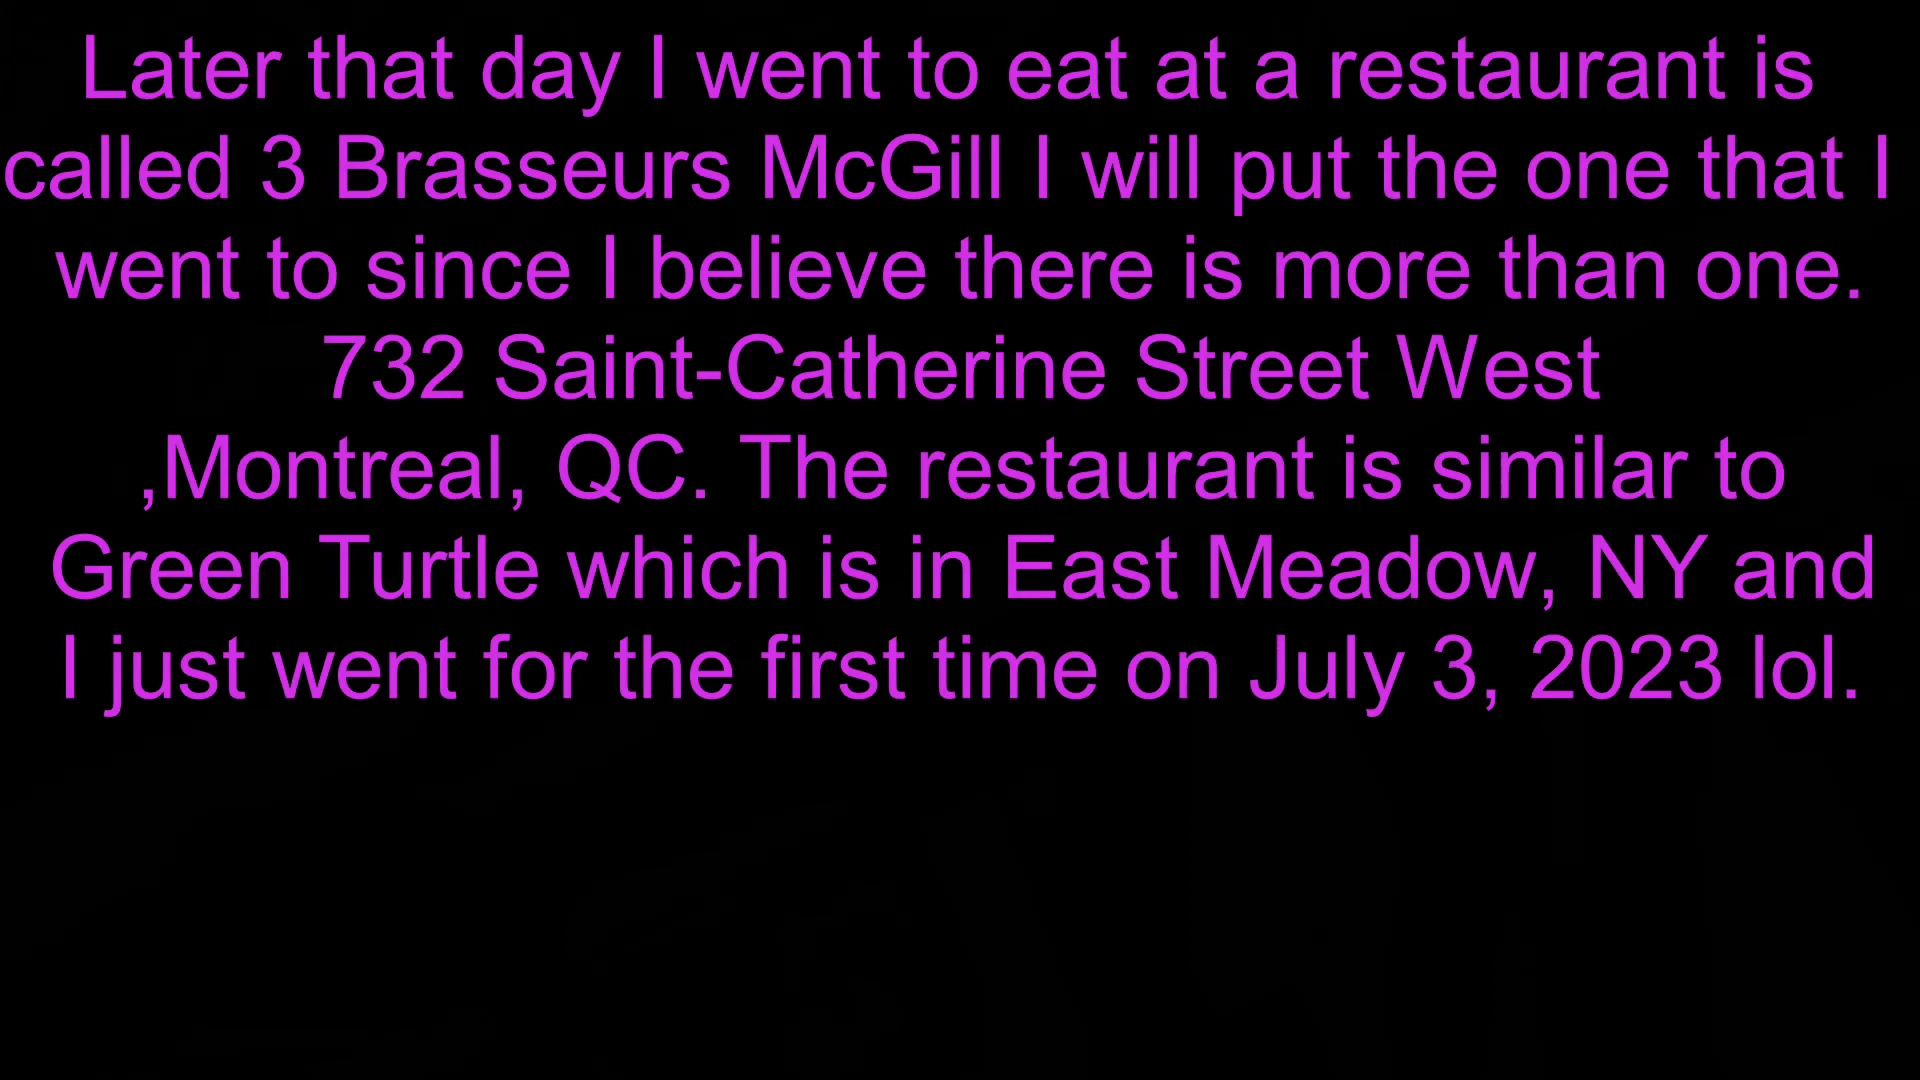 Later that day I went to eat at a restaurant is
called 3 Brasseurs McGill I will put the one that I
went to since I believe there is more than one.
732 Saint-Catherine Street West
,Montreal, QC. The restaurant is similar to
Green Turtle which is in East Meadow, NY and
I just went for the first time on July 3, 2023 lol.